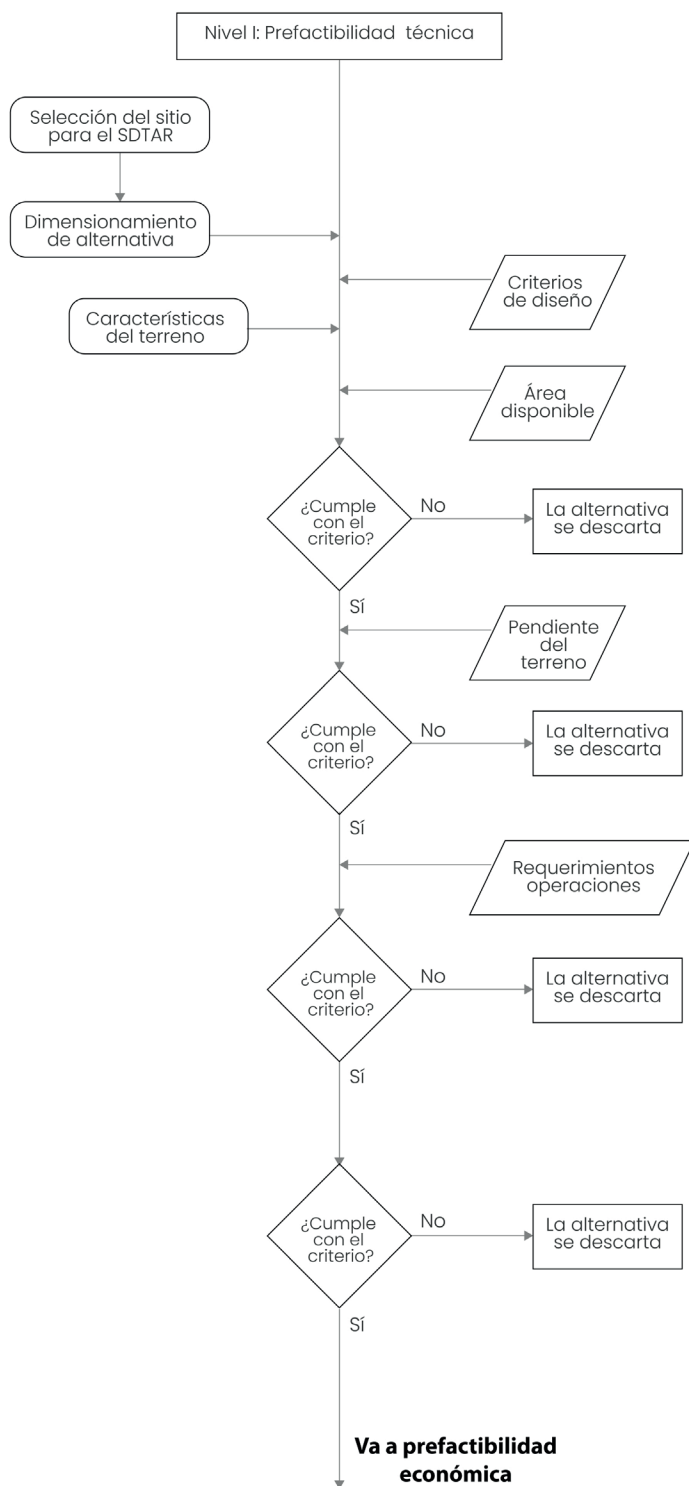 Nivel I: Prefactibilidad técnica
Selección del sitio
para el SDTAR
Dimensionamiento
de alternativa
Criterios
de diseño
Características
del terreno
Área
disponible
¿Cumple
con el
criterio?
No
La alternativa
se descarta
Sí
Pendiente
del
terreno
¿Cumple
con el
criterio?
No
La alternativa
se descarta
Sí
Requerimientos
operaciones
¿Cumple
con el
criterio?
No
La alternativa
se descarta
Sí
¿Cumple
con el
criterio?
No
La alternativa
se descarta
Sí
Va a prefactibilidad
económica